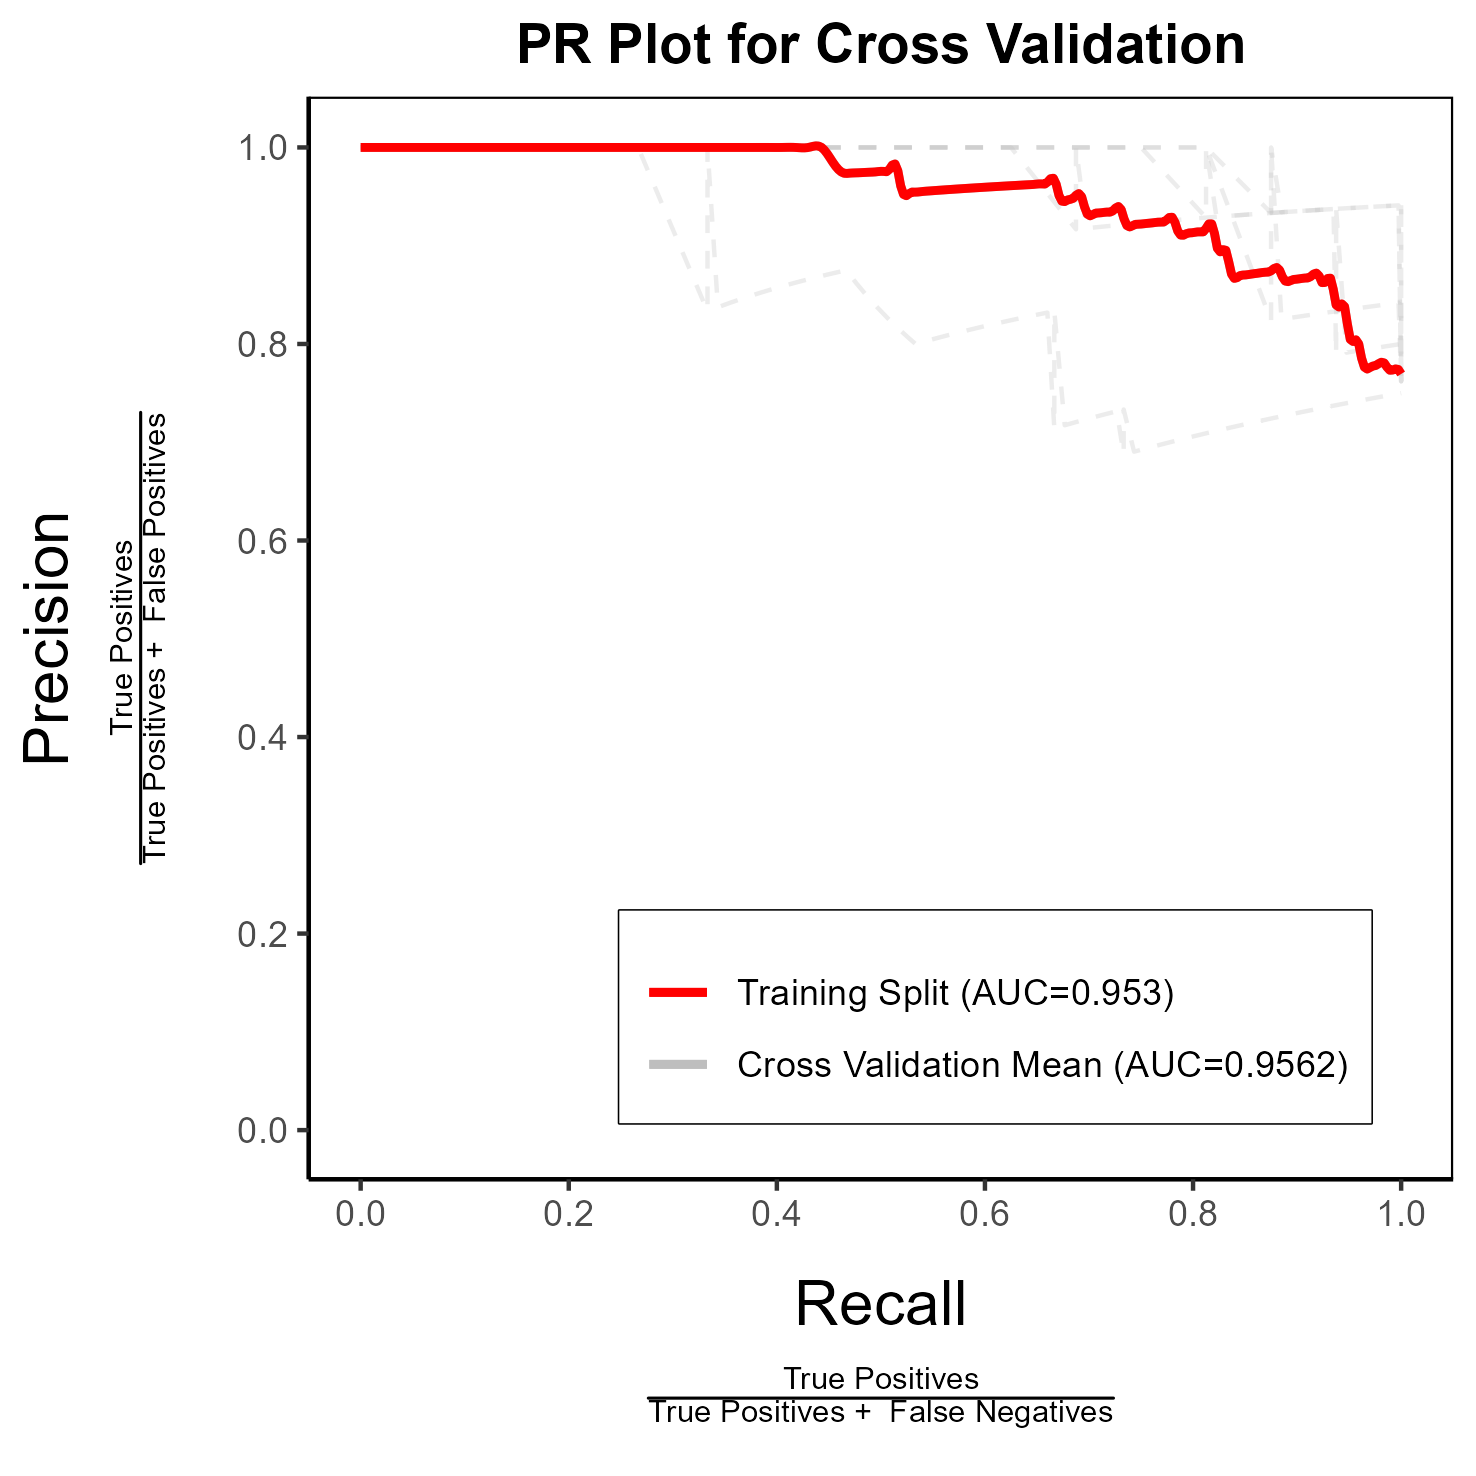 PR Plot for Cross Validation
Precision
True Positives
True Positives + False Positives
1.0
0.8
0.6
0.4
0.2
0.0
Training Split (AUC=0.953)
Cross Validation Mean (AUC=0.9562)
0.0 0.2 0.4 0.6 0.8 1.0
Recall
True Positives
True Positives + False Negatives